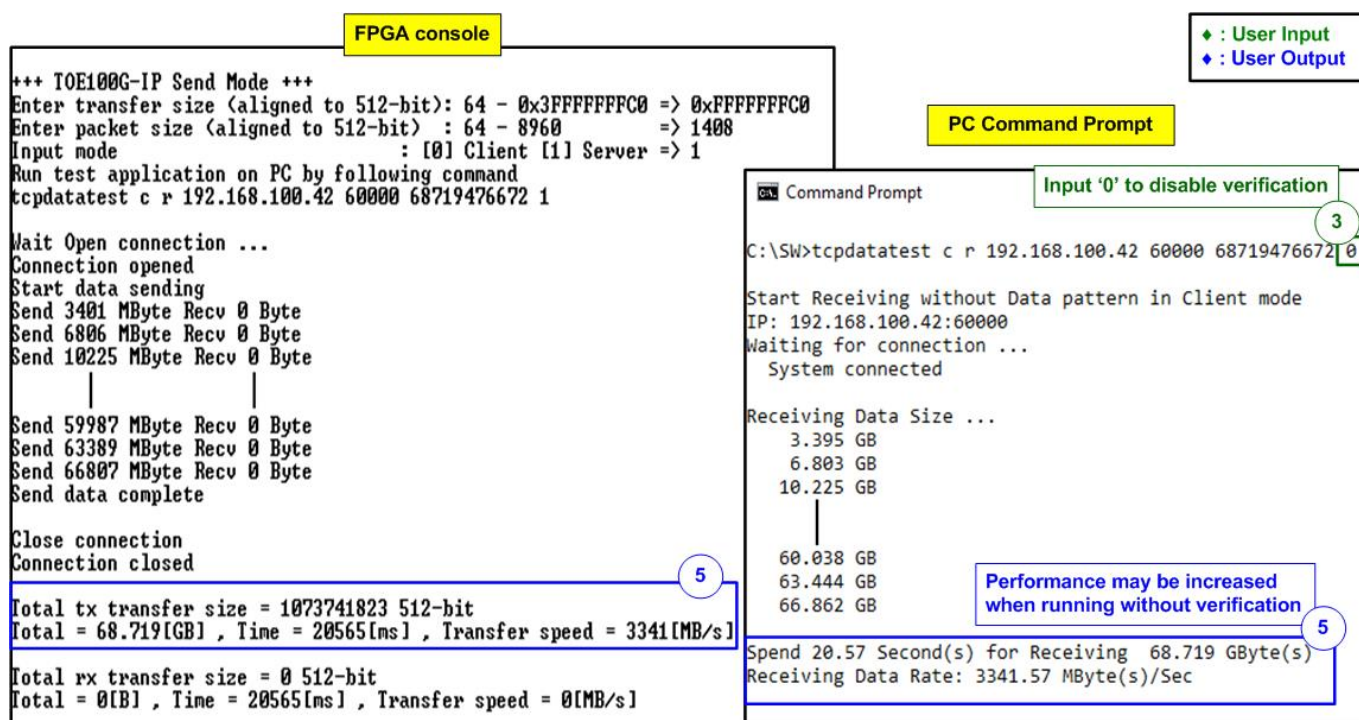 FPGA console
♦ : User Input
♦ : User Output
+++ TOE100G-IP Send Mode +++
Enter transfer size (aligned to 512-bit): 64 - 0x3FFFFFFFC0 => 0xFFFFFFFC0
Enter packet size (aligned to 512-bit) : 64 - 8960 => 1408
Input mode : [0] Client [1] Server => 1
Run test application on PC by following command
tcpdatatest c r 192.168.100.42 60000 68719476672 1
Wait Open connection ...
Connection opened
Start data sending
Send 3401 MByte Recv 0 Byte
Send 6806 MByte Recv 0 Byte
Send 10225 MByte Recv 0 Byte
Send 59987 MByte Recv 0 Byte
Send 63389 MByte Recv 0 Byte
Send 66807 MByte Recv 0 Byte
Send data complete
Close connection
Connection closed
5
Total tx transfer size = 1073741823 512-bit
Total = 68.719[GB] , Time = 20565[ms] , Transfer speed = 3341[MB/s]
Total rx transfer size = 0 512-bit
Total = 0[B] , Time = 20565[ms] , Transfer speed = 0[MB/s]
PC Command Prompt
Command Prompt
Input ‘0’ to disable verification
3
C:\SW>tcpdatatest c r 192.168.100.42 60000 68719476672 0
Start Receiving without Data pattern in Client mode
IP: 192.168.100.42:60000
Waiting for connection ...
System connected
Receiving Data Size ...
3.395 GB
6.803 GB
10.225 GB
60.038 GB
63.444 GB
66.862 GB
Performance may be increased
when running without verification
5
Spend 20.57 Second(s) for Receiving 68.719 GByte(s)
Receiving Data Rate: 3341.57 MByte(s)/Sec